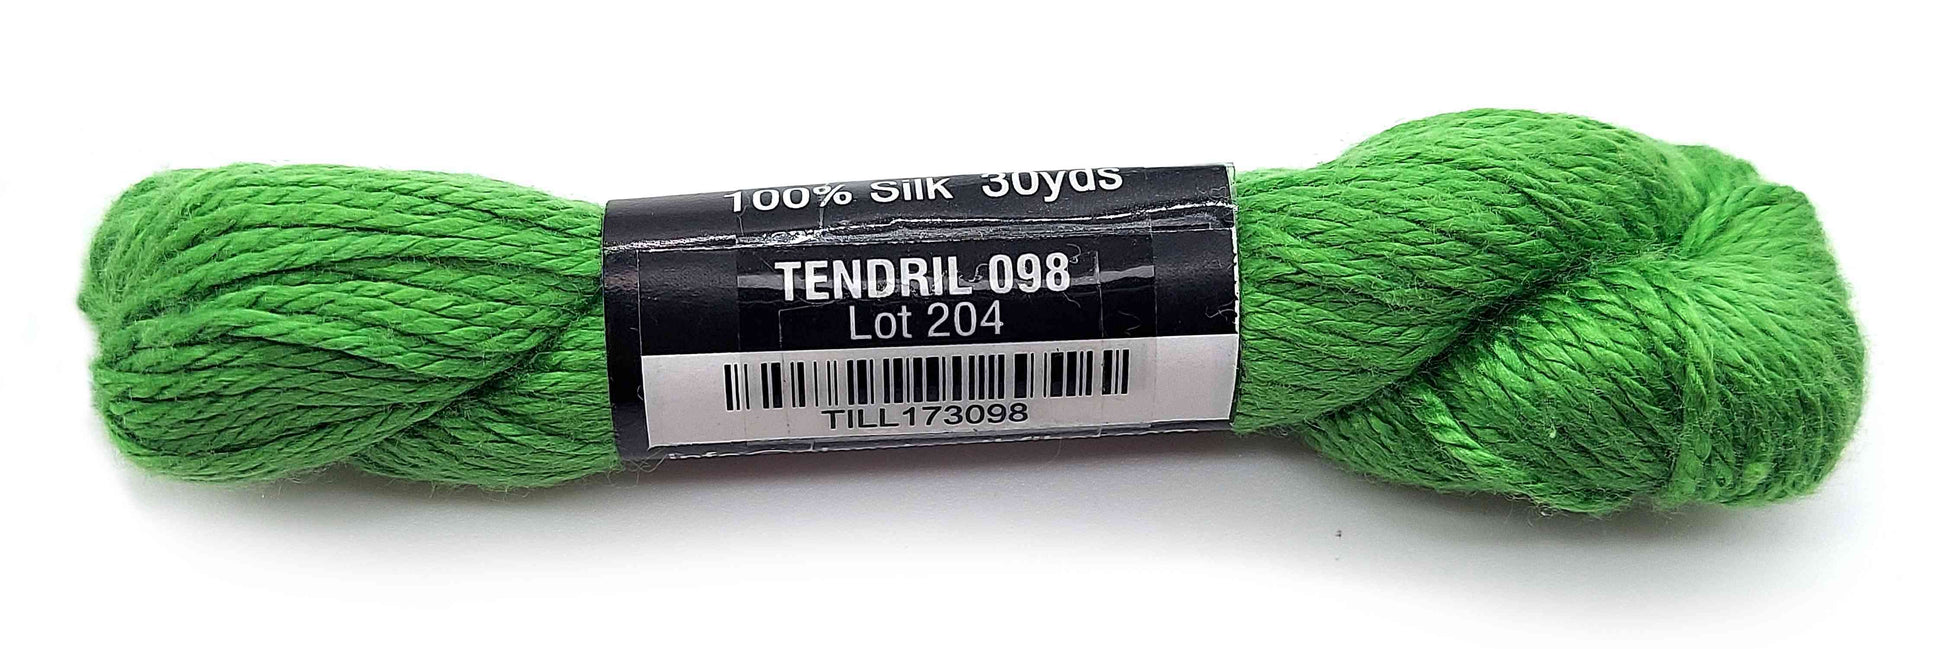 100% Silk 30yds
TENDRIL 098
Lot 204
TILL173098